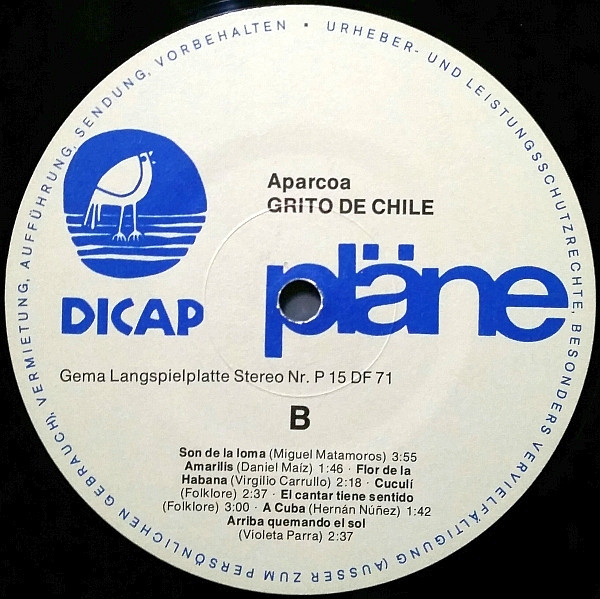 URHEBER- UND LEISTUNGSSCHUTZRECHTE, BESONDERS VERVIELFÄLTIGUNG (AUSSER ZUM PERSÖNLICHEN GEBRAUCH), VERMIETUNG, AUFFÜHRUNG, SENDUNG, VORBEHALTEN •
Aparcoa
GRITO DE CHILE
DICAP
pläne
Gema Langspielplatte Stereo Nr. P 15 DF 71
B
Son de la loma (Miguel Matamoros) 3:55
Amarilis (Daniel Maíz) 1:46 · Flor de la
Habana (Virgilio Carrullo) 2:18 · Cuculí
(Folklore) 2:37 · El cantar tiene sentido
(Folklore) 3:00 · A Cuba (Hernán Núñez) 1:42
Arriba quemando el sol
(Violeta Parra) 2:37